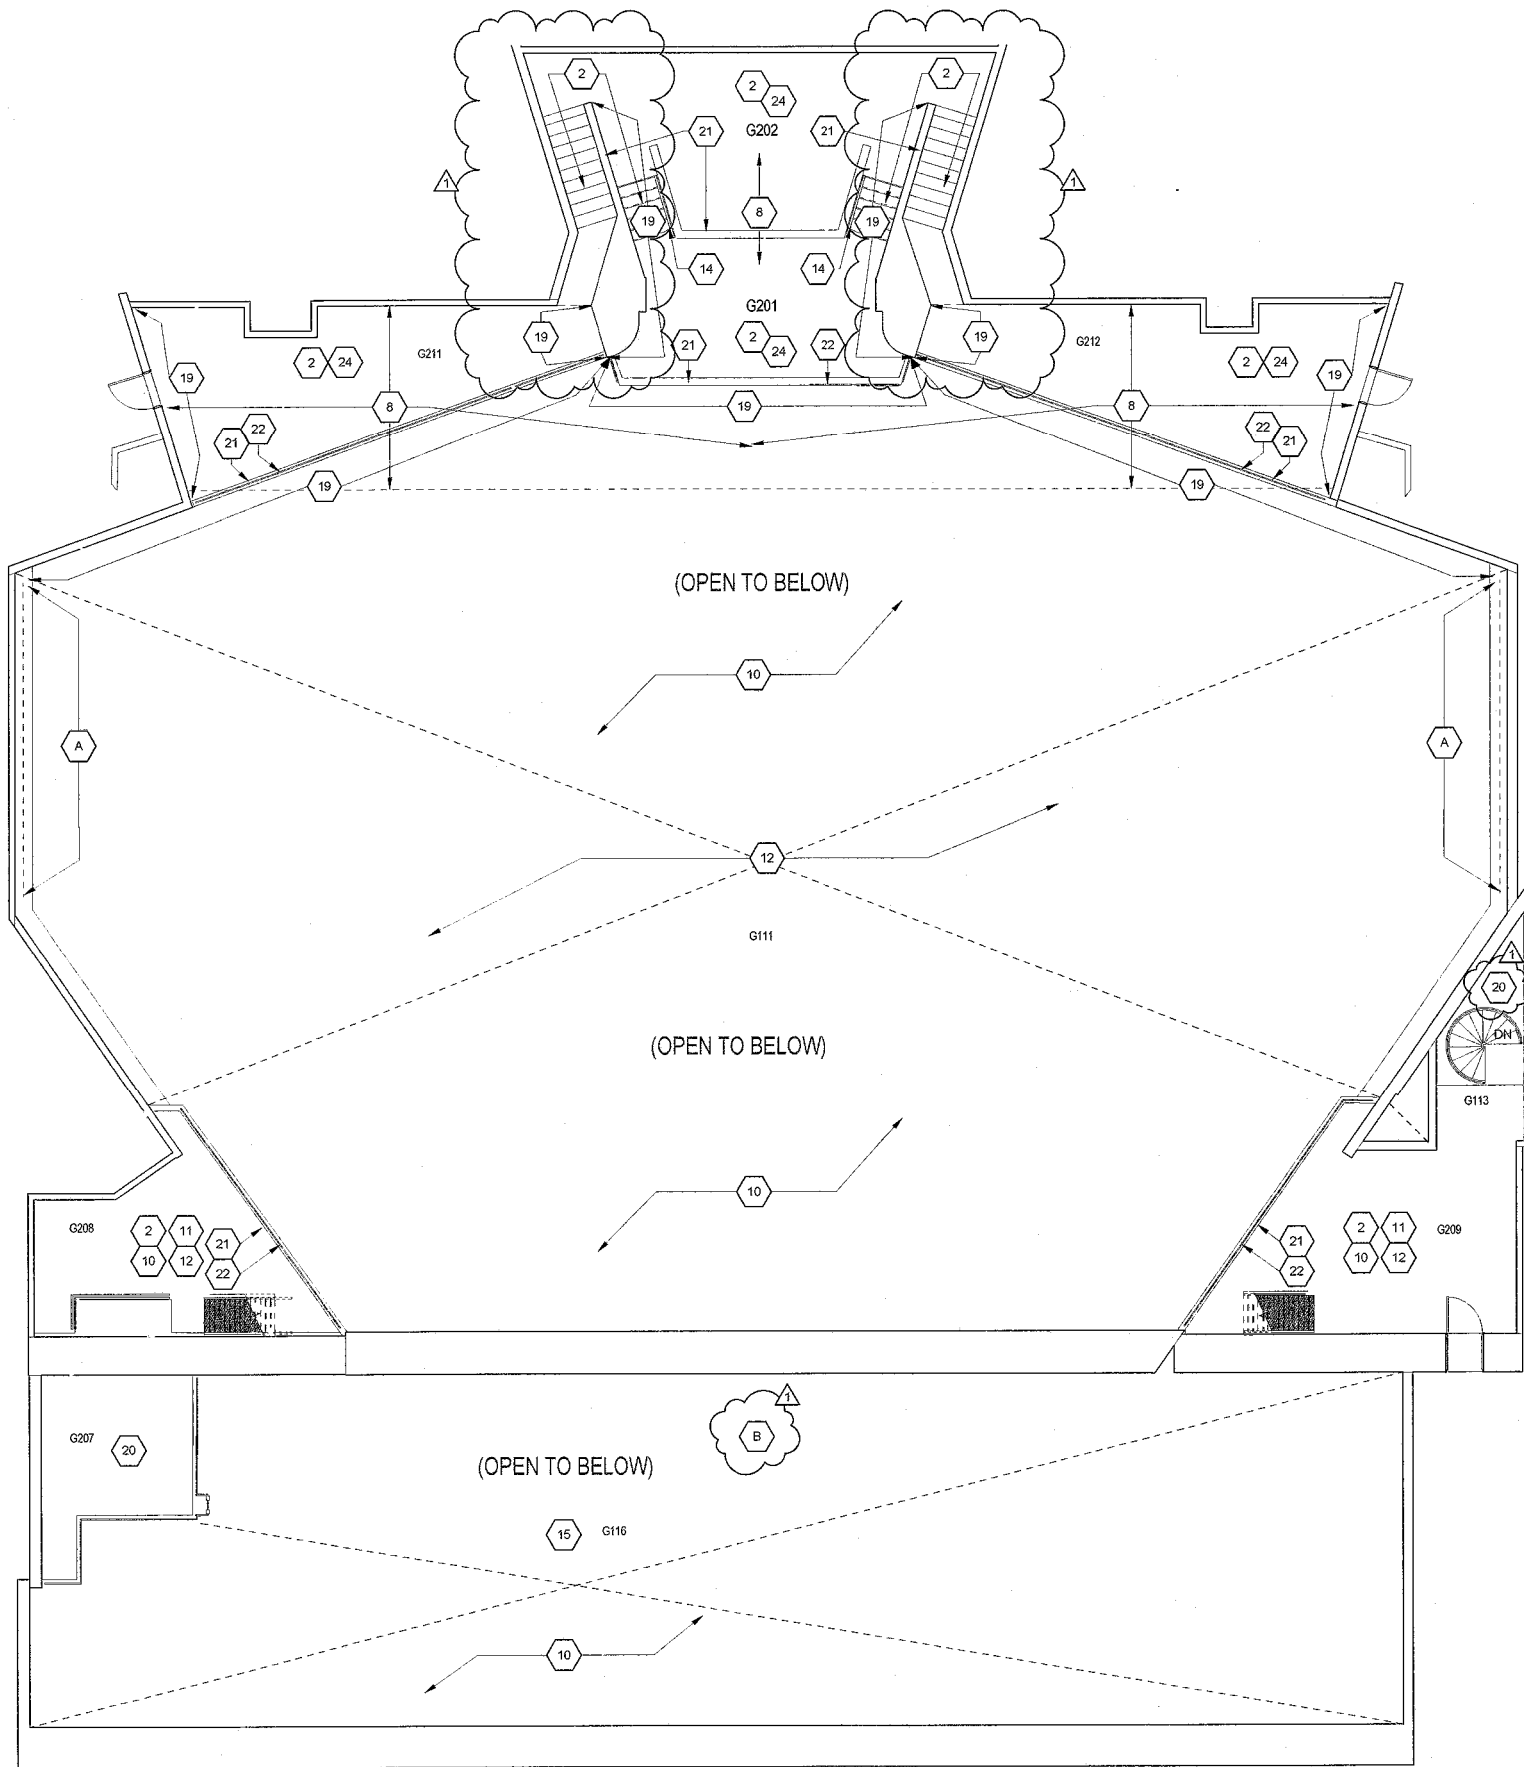 2 2
2
24
21 G202 21
1 1
8
19 19
14 14
G201
19 21 2 24 22 19
G211 G212
2 24 2 24
19 19
8 19 8
22 22
21 21
19 19
(OPEN TO BELOW)
10
A A
12
G111
1
20
(OPEN TO BELOW)
DN
G113
10
G208 2 11 2 11 G209
10 12 21 21 10 12
22 22
1
B
G207 20
(OPEN TO BELOW)
15 G116
10